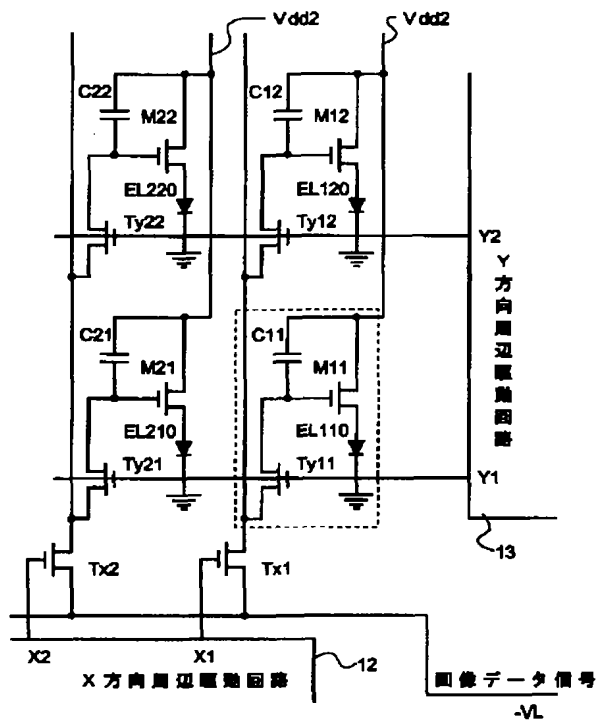 Vdd2
Vdd2
C22
M22
C12
M12
EL220
EL120
Ty22
Ty12
Y2
Y方向周辺駆動回路
C21
M21
C11
M11
EL210
EL110
Ty21
Ty11
Y1
13
Tx2
Tx1
X2
X1
12
X方向周辺駆動回路
画像データ信号
-VL